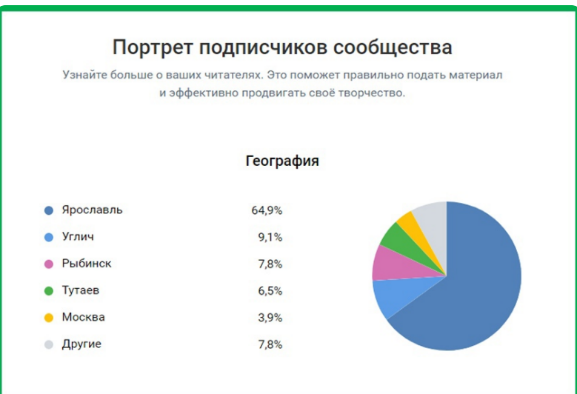 Портрет подписчиков сообщества
Узнайте больше о ваших читателях. Это поможет правильно подать материал
и эффективно продвигать своё творчество.
География
Ярославль 64,9%
Углич 9,1%
Рыбинск 7,8%
Тутаев 6,5%
Москва 3,9%
Другие 7,8%